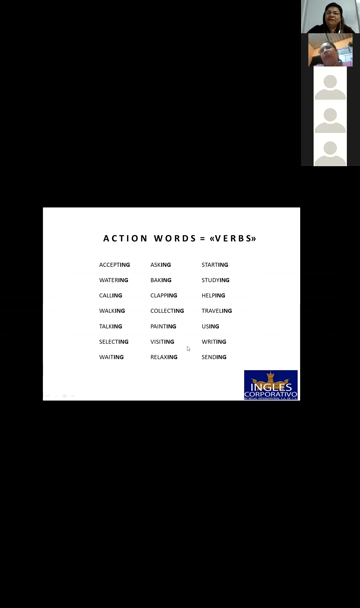 ACTION WORDS = «VERBS»
ACCEPTING ASKING STARTING
WATERING BAKING STUDYING
CALLING CLAPPING HELPING
WALKING COLLECTING TRAVELING
TALKING PAINTING USING
SELECTING VISITING WRITING
WAITING RELAXING SENDING
INGLES
CORPORATIVO